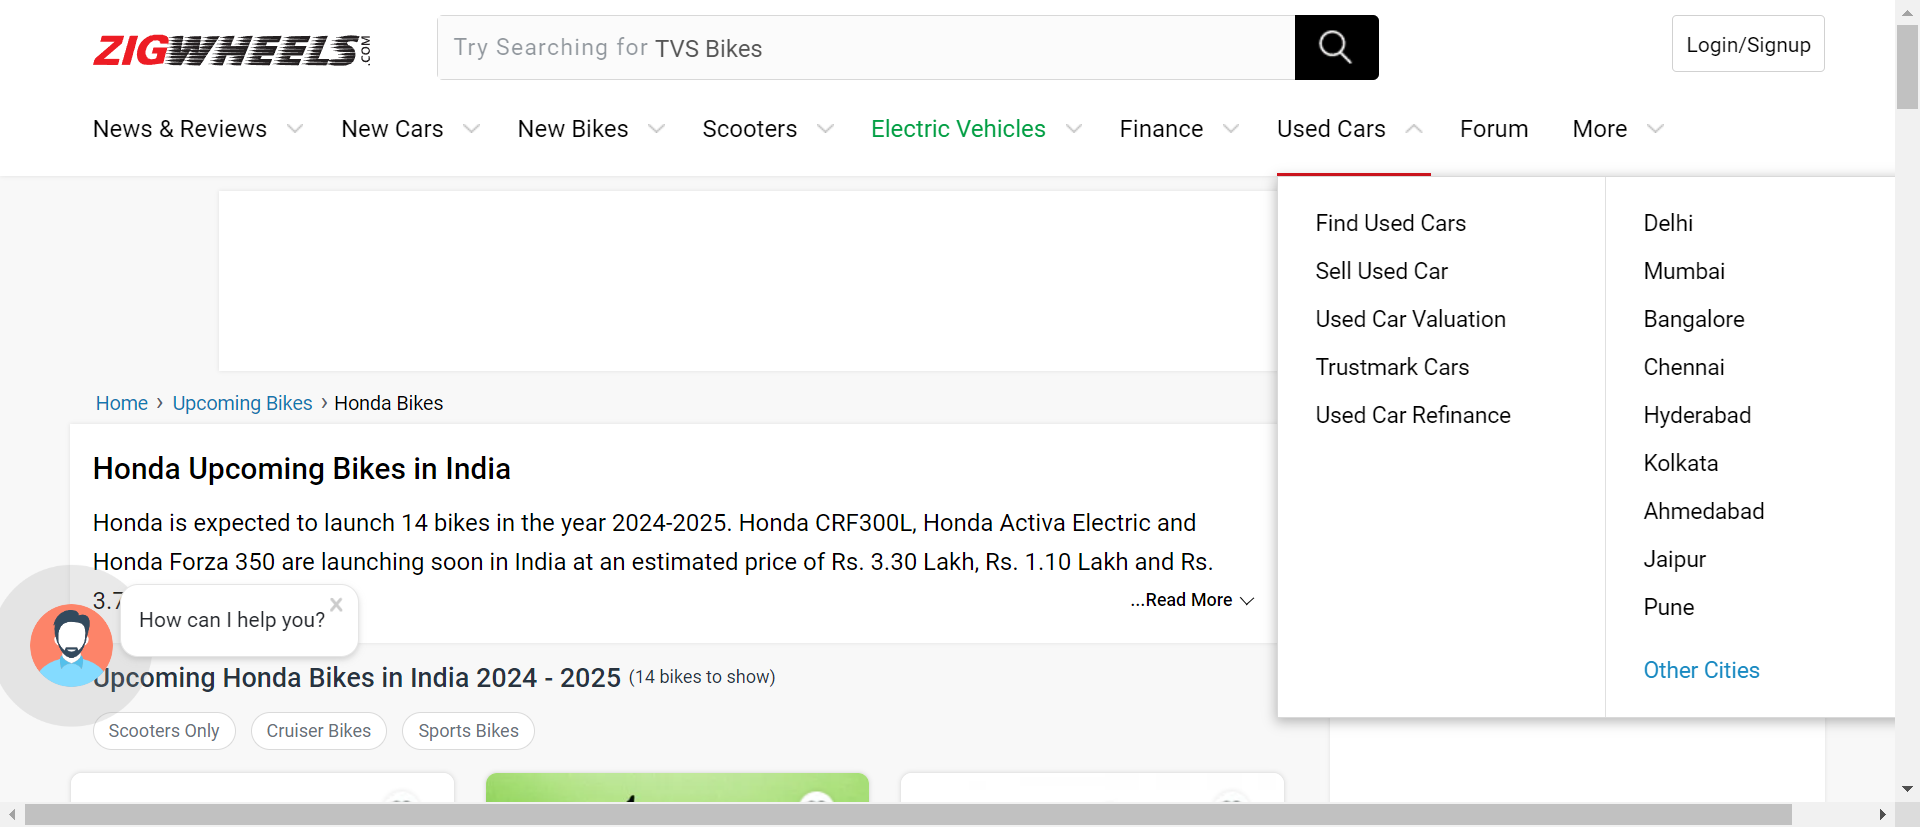 ZIGWHEELS.COM
Try Searching for TVS Bikes
Login/Signup
News & Reviews New Cars New Bikes Scooters Electric Vehicles Finance Used Cars Forum More
Find Used Cars
Sell Used Car
Used Car Valuation
Trustmark Cars
Used Car Refinance
Delhi
Mumbai
Bangalore
Chennai
Hyderabad
Kolkata
Ahmedabad
Jaipur
Pune
Other Cities
Home › Upcoming Bikes › Honda Bikes
Honda Upcoming Bikes in India
Honda is expected to launch 14 bikes in the year 2024-2025. Honda CRF300L, Honda Activa Electric and
Honda Forza 350 are launching soon in India at an estimated price of Rs. 3.30 Lakh, Rs. 1.10 Lakh and Rs.
3.7
...Read More
How can I help you?
Upcoming Honda Bikes in India 2024 - 2025 (14 bikes to show)
Scooters Only Cruiser Bikes Sports Bikes